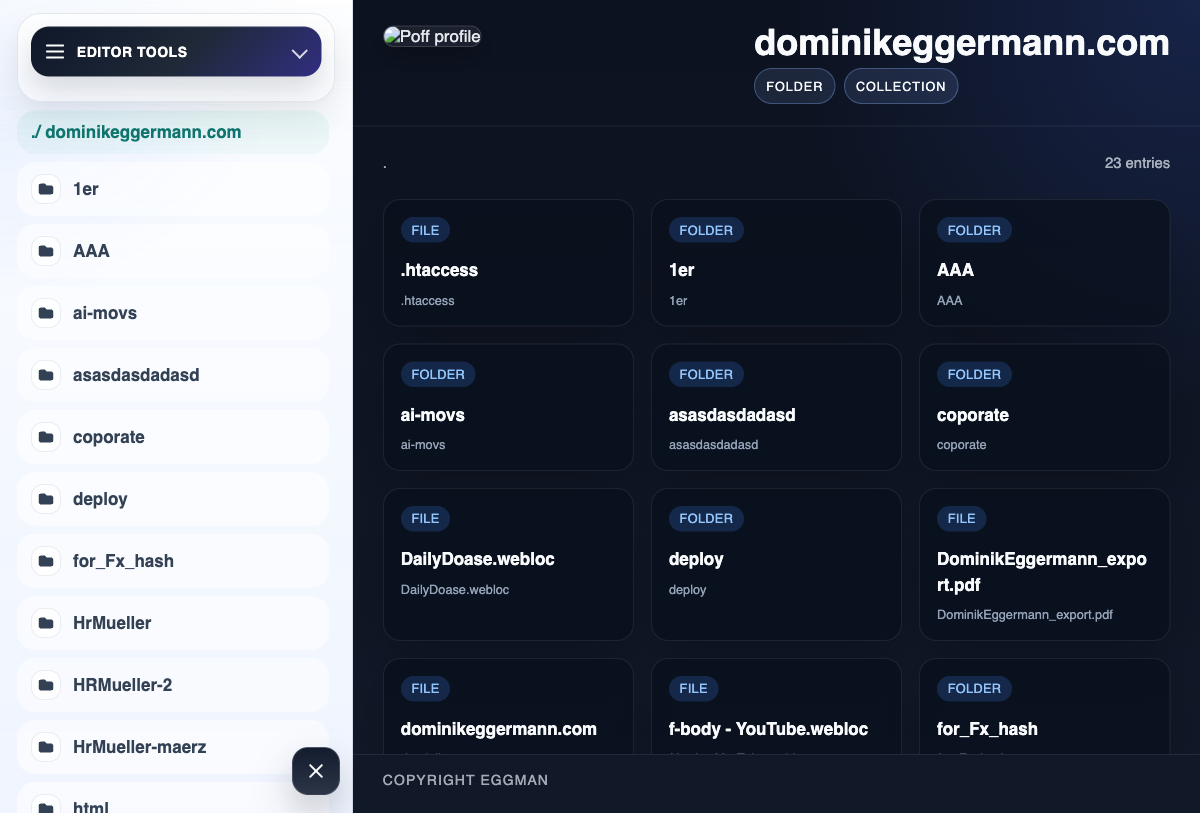 EDITOR TOOLS
./ dominikeggermann.com
1er
AAA
ai-movs
asasdasdadasd
coporate
deploy
for_Fx_hash
HrMueller
HRMueller-2
HrMueller-maerz
html
Poff profile
dominikeggermann.com
FOLDER
COLLECTION
.
23 entries
FILE
.htaccess
.htaccess
FOLDER
1er
1er
FOLDER
AAA
AAA
FOLDER
ai-movs
ai-movs
FOLDER
asasdasdadasd
asasdasdadasd
FOLDER
coporate
coporate
FILE
DailyDoase.webloc
DailyDoase.webloc
FOLDER
deploy
deploy
FILE
DominikEggermann_expo
rt.pdf
DominikEggermann_export.pdf
FILE
dominikeggermann.com
FILE
f-body - YouTube.webloc
FOLDER
for_Fx_hash
COPYRIGHT EGGMAN